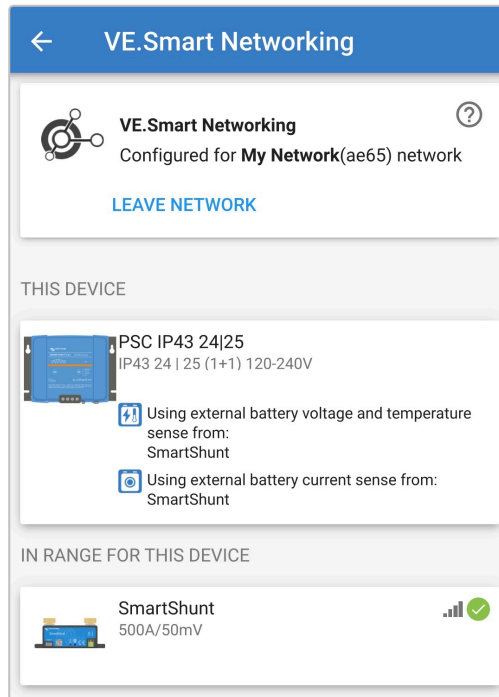 VE.Smart Networking
VE.Smart Networking
Configured for My Network(ae65) network
LEAVE NETWORK
THIS DEVICE
PSC IP43 24|25
IP43 24 | 25 (1+1) 120-240V
Using external battery voltage and temperature
sense from:
SmartShunt
Using external battery current sense from:
SmartShunt
IN RANGE FOR THIS DEVICE
SmartShunt
500A/50mV